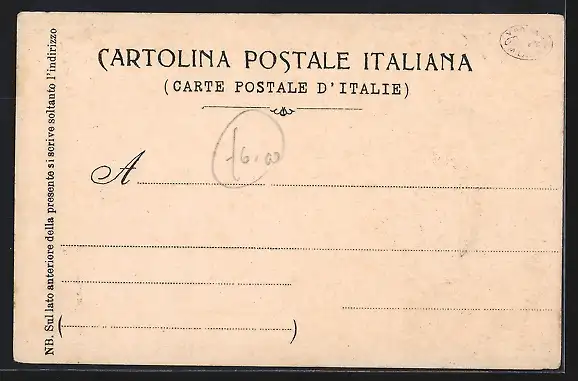 CARTOLINA POSTALE ITALIANA
(CARTE POSTALE D'ITALIE)
A
NB. Sul lato anteriore della presente si scrive soltanto l'indirizzo